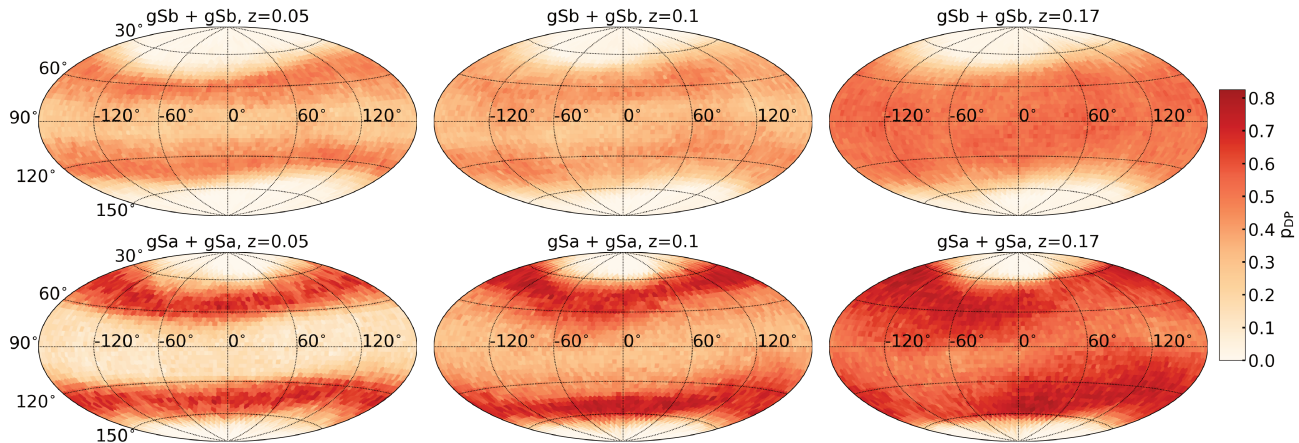 gSb + gSb, z=0.05
gSb + gSb, z=0.1
gSb + gSb, z=0.17
30°
60°
90°
120°
150°
-120° -60° 0° 60° 120°
-120° -60° 0° 60° 120°
-120° -60° 0° 60° 120°
gSa + gSa, z=0.05
gSa + gSa, z=0.1
gSa + gSa, z=0.17
30°
60°
90°
120°
150°
-120° -60° 0° 60° 120°
-120° -60° 0° 60° 120°
-120° -60° 0° 60° 120°
0.8
0.7
0.6
0.5
0.4
0.3
0.2
0.1
0.0
pDP